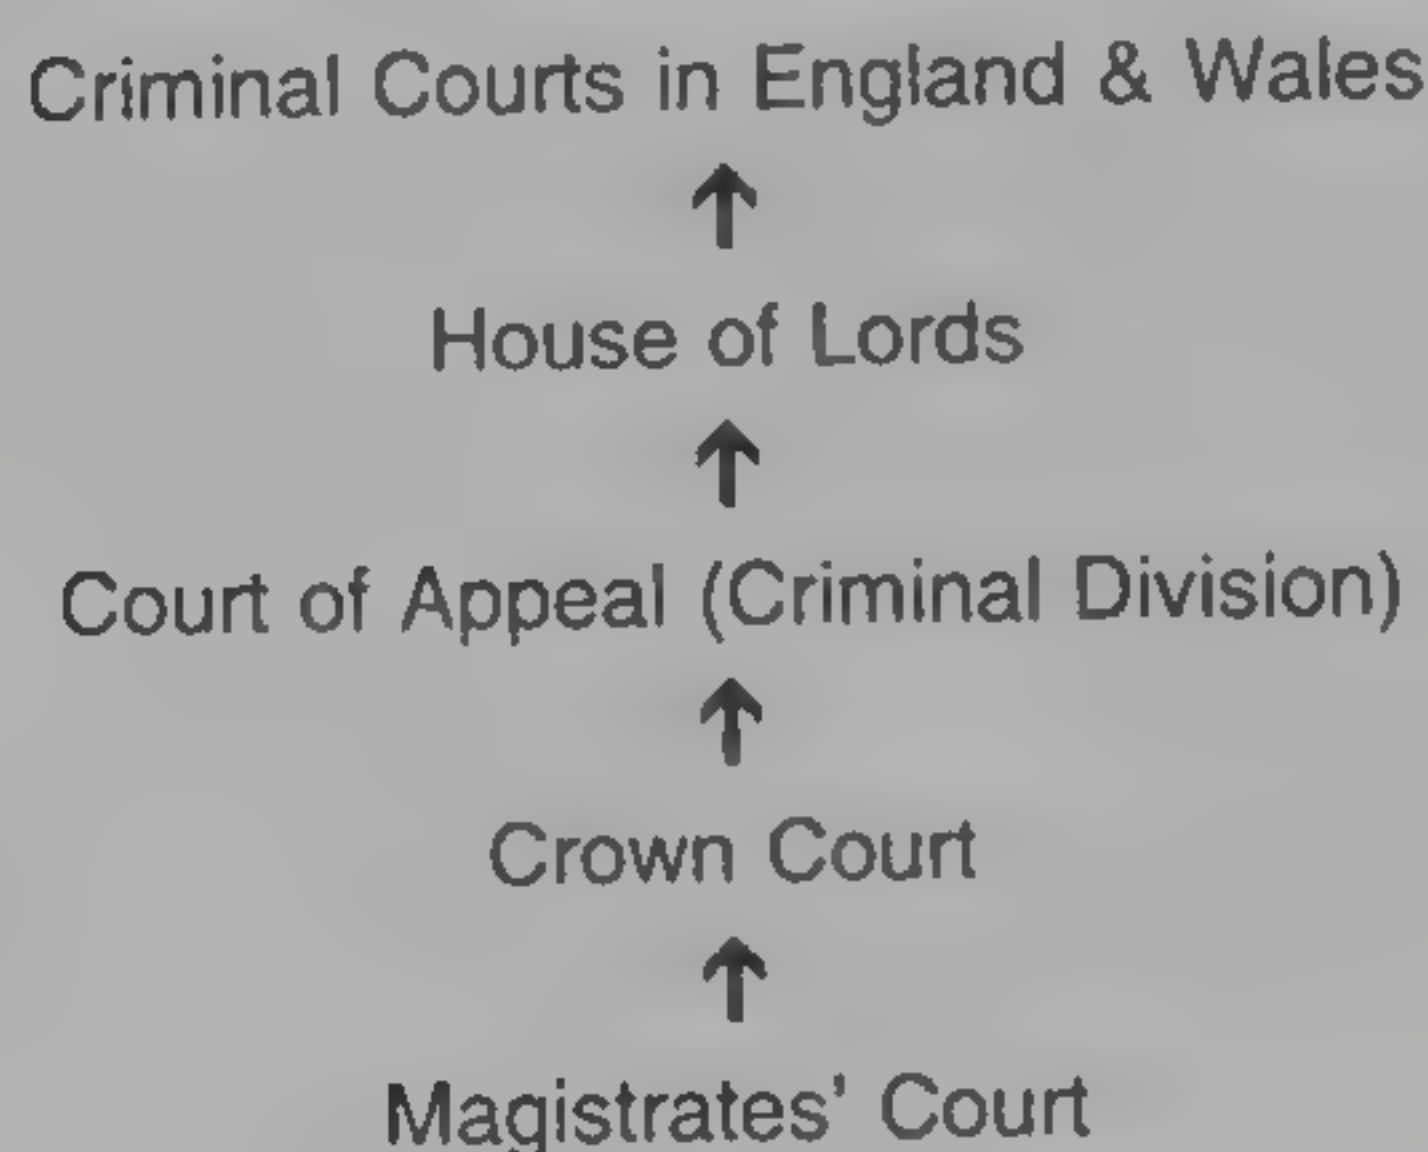 Criminal Courts in England & Wales
↑
House of Lords
↑
Court of Appeal (Criminal Division)
↑
Crown Court
↑
Magistrates' Court